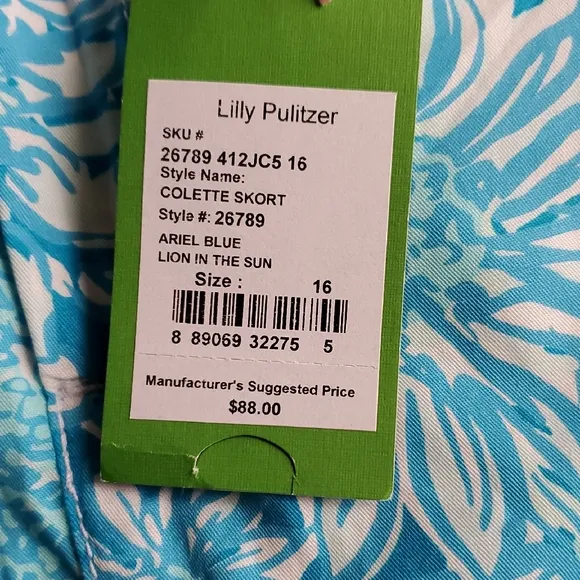 Lilly Pulitzer
SKU #
26789 412JC5 16
Style Name:
COLETTE SKORT
Style #: 26789
ARIEL BLUE
LION IN THE SUN
Size : 16
8 89069 32275 5
Manufacturer's Suggested Price
$88.00